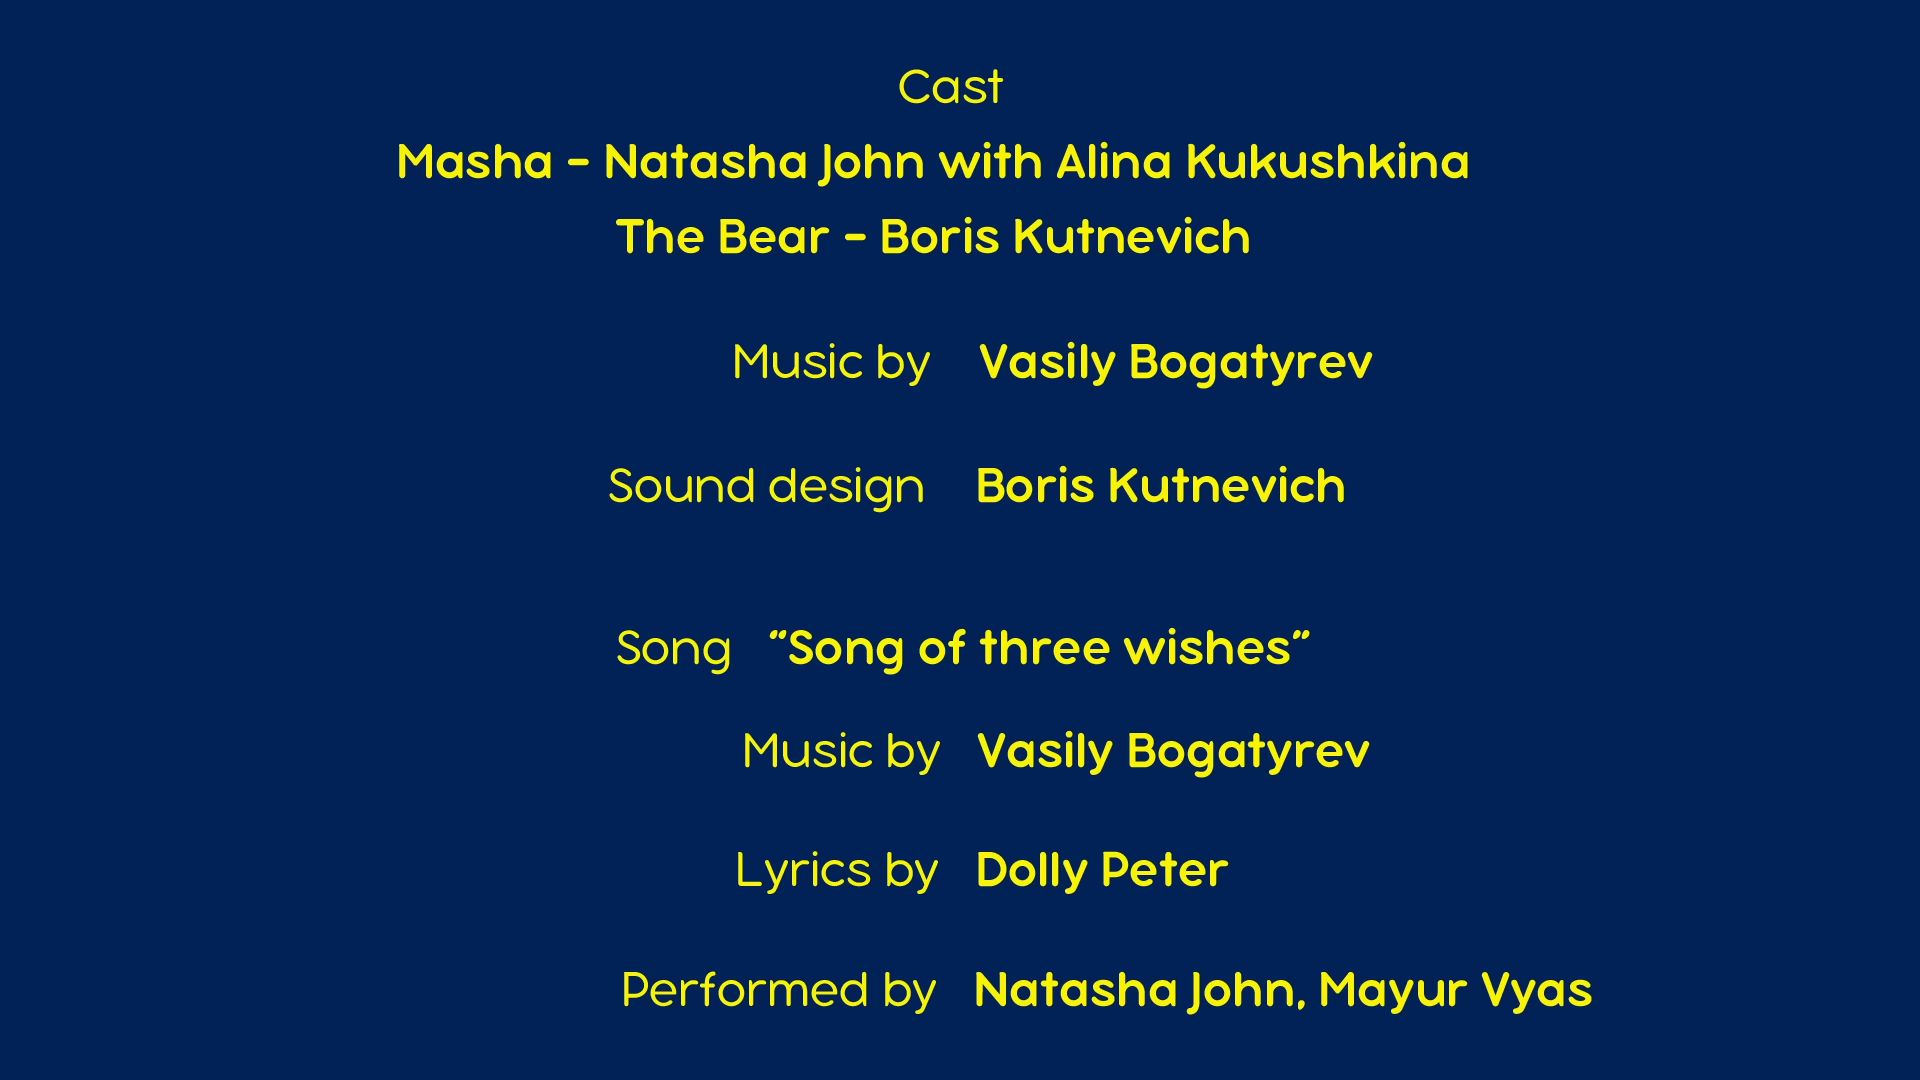 Cast
Masha - Natasha John with Alina Kukushkina
The Bear - Boris Kutnevich
Music by Vasily Bogatyrev
Sound design Boris Kutnevich
Song “Song of three wishes”
Music by Vasily Bogatyrev
Lyrics by Dolly Peter
Performed by Natasha John, Mayur Vyas